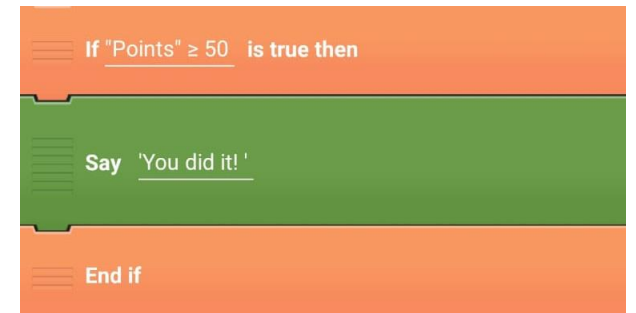 If "Points" ≥ 50 is true then
Say 'You did it! '
End if